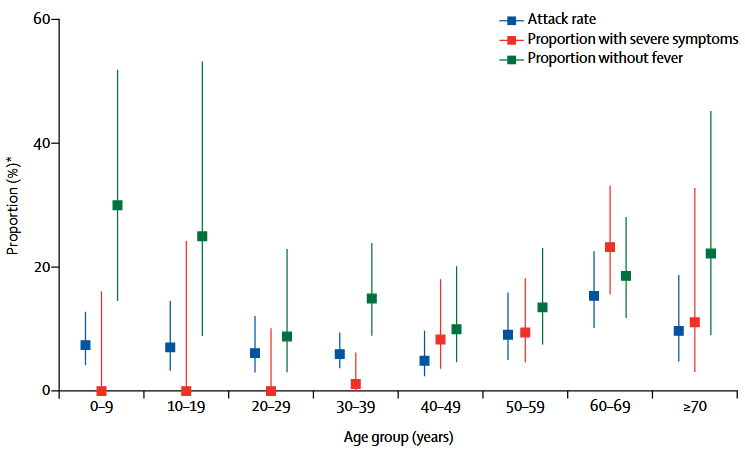 60
40
20
0
Proportion (%)*
Attack rate
Proportion with severe symptoms
Proportion without fever
0–9 10–19 20–29 30–39 40–49 50–59 60–69 ≥70
Age group (years)